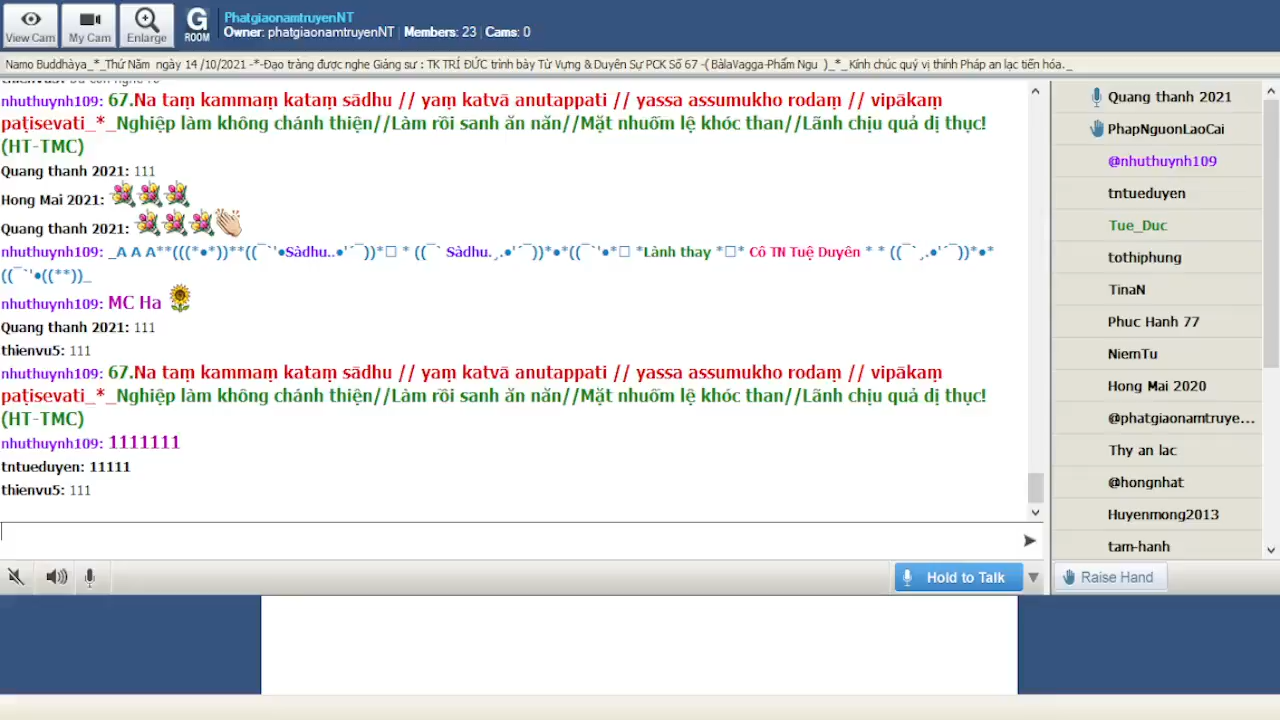 View Cam
My Cam
Enlarge
G
ROOM
PhatgiaonamtruyenNT
Owner: phatgiaonamtruyenNT | Members: 23 | Cams: 0
Namo Buddhàya_*_Thứ Năm ngày 14 /10/2021 -*-Đạo tràng được nghe Giảng sư : TK TRÍ ĐỨC trình bày Từ Vựng & Duyên Sự PCK Số 67 -( BàlaVagga-Phẩm Ngu )_*_Kính chúc quý vị thính Pháp an lạc tiến hóa._
nhuthuynh109: 67.Na taṃ kammaṃ kataṃ sādhu // yaṃ katvā anutappati // yassa assumukho rodaṃ // vipākaṃ
paṭisevati_*_Nghiệp làm không chánh thiện//Làm rồi sanh ăn năn//Mặt nhuốm lệ khóc than//Lãnh chịu quả dị thục!
(HT-TMC)
Quang thanh 2021: 111
Hong Mai 2021:
Quang thanh 2021:
nhuthuynh109: _A A A**(((*•*))**((¯`'•Sàdhu..•'´¯))*□ * ((¯` Sàdhu.¸.•'´¯))*•*((¯`'•*□ *Lành thay *□* Cô TN Tuệ Duyên * * ((¯`¸.•'´¯))*•*
((¯`'•((**))_
nhuthuynh109: MC Ha
Quang thanh 2021: 111
thienvu5: 111
nhuthuynh109: 67.Na taṃ kammaṃ kataṃ sādhu // yaṃ katvā anutappati // yassa assumukho rodaṃ // vipākaṃ
paṭisevati_*_Nghiệp làm không chánh thiện//Làm rồi sanh ăn năn//Mặt nhuốm lệ khóc than//Lãnh chịu quả dị thục!
(HT-TMC)
nhuthuynh109: 1111111
tntueduyen: 11111
thienvu5: 111
Hold to Talk
Quang thanh 2021
PhapNguonLaoCai
@nhuthuynh109
tntueduyen
Tue_Duc
tothiphung
TinaN
Phuc Hanh 77
NiemTu
Hong Mai 2020
@phatgiaonamtruye...
Thy an lac
@hongnhat
Huyenmong2013
tam-hanh
Raise Hand